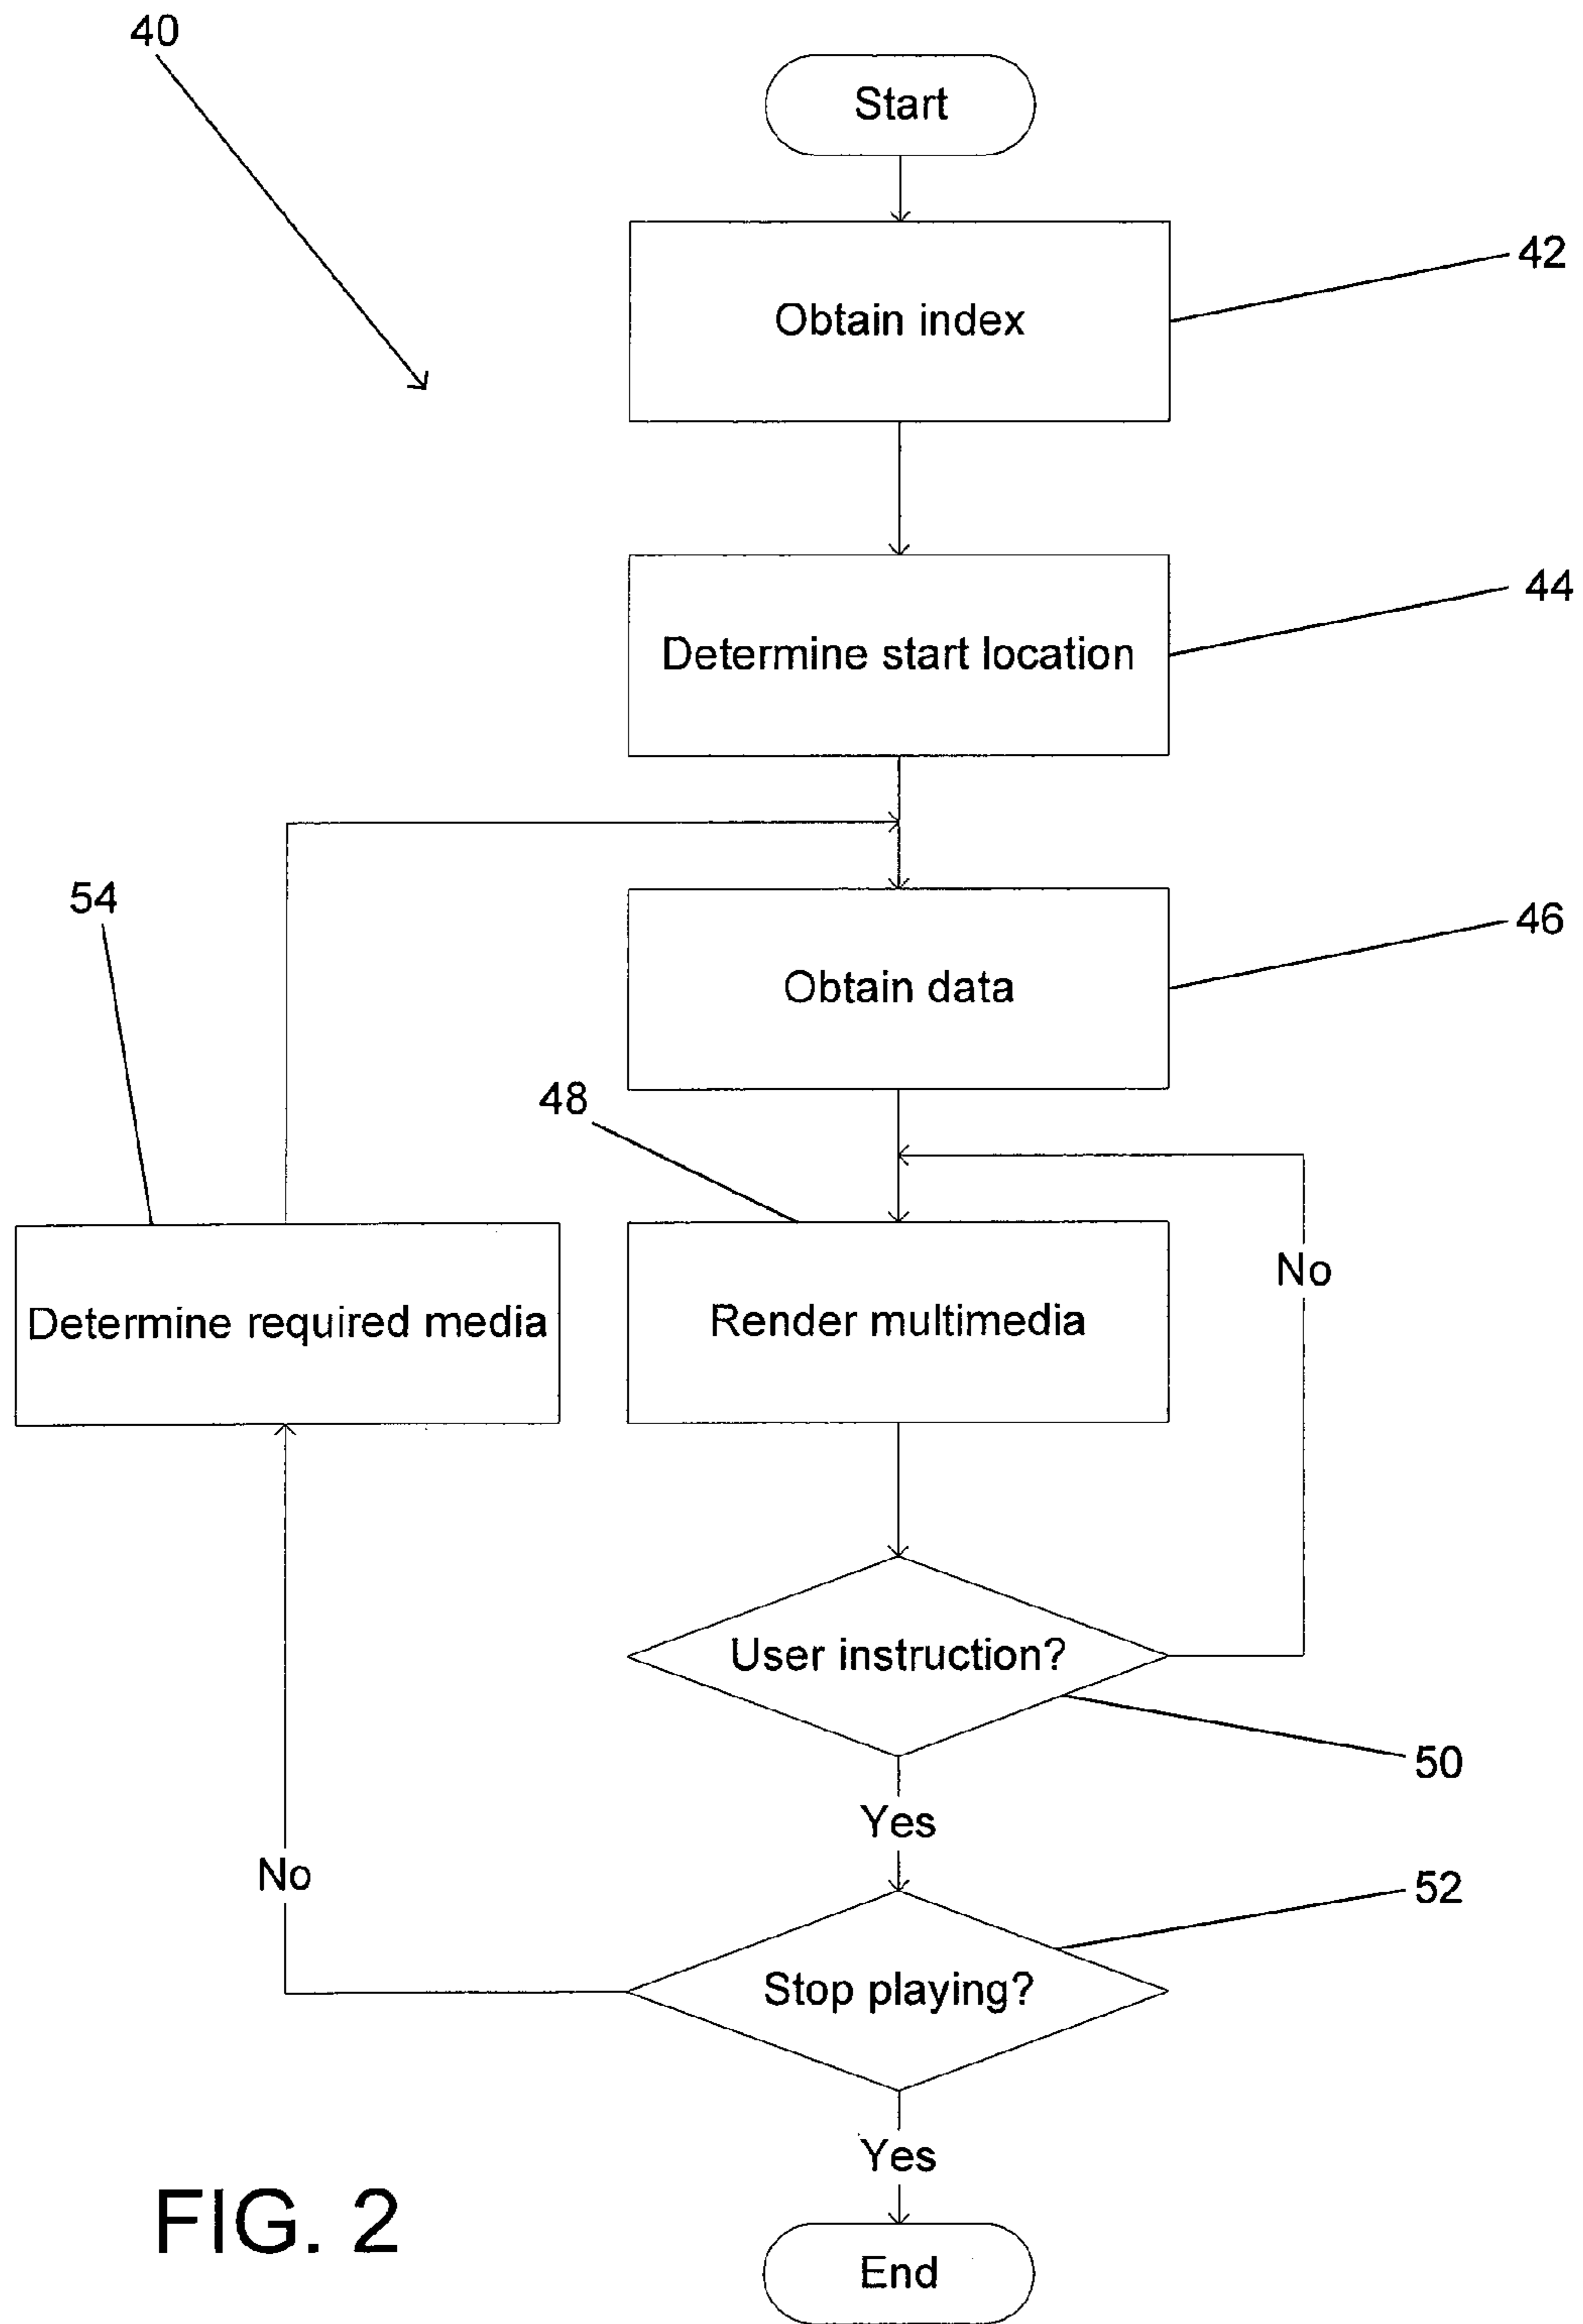 40
Start
42
Obtain index
44
Determine start location
54
46
Obtain data
48
No
Determine required media
Render multimedia
User instruction?
50
Yes
No
52
Stop playing?
Yes
FIG. 2
End